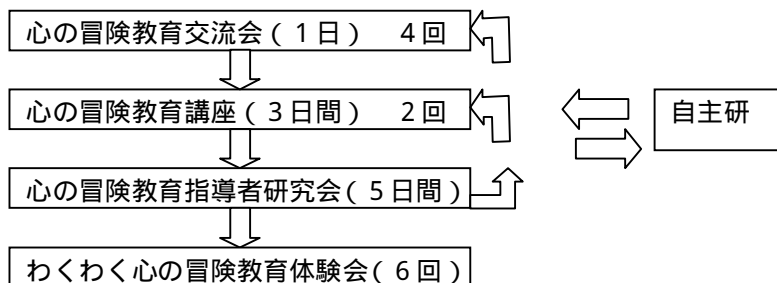 心の冒険教育交流会(1日) 4回
心の冒険教育講座(3日間) 2回
自主研
心の冒険教育指導者研究会(5日間)
わくわく心の冒険教育体験会(6回)